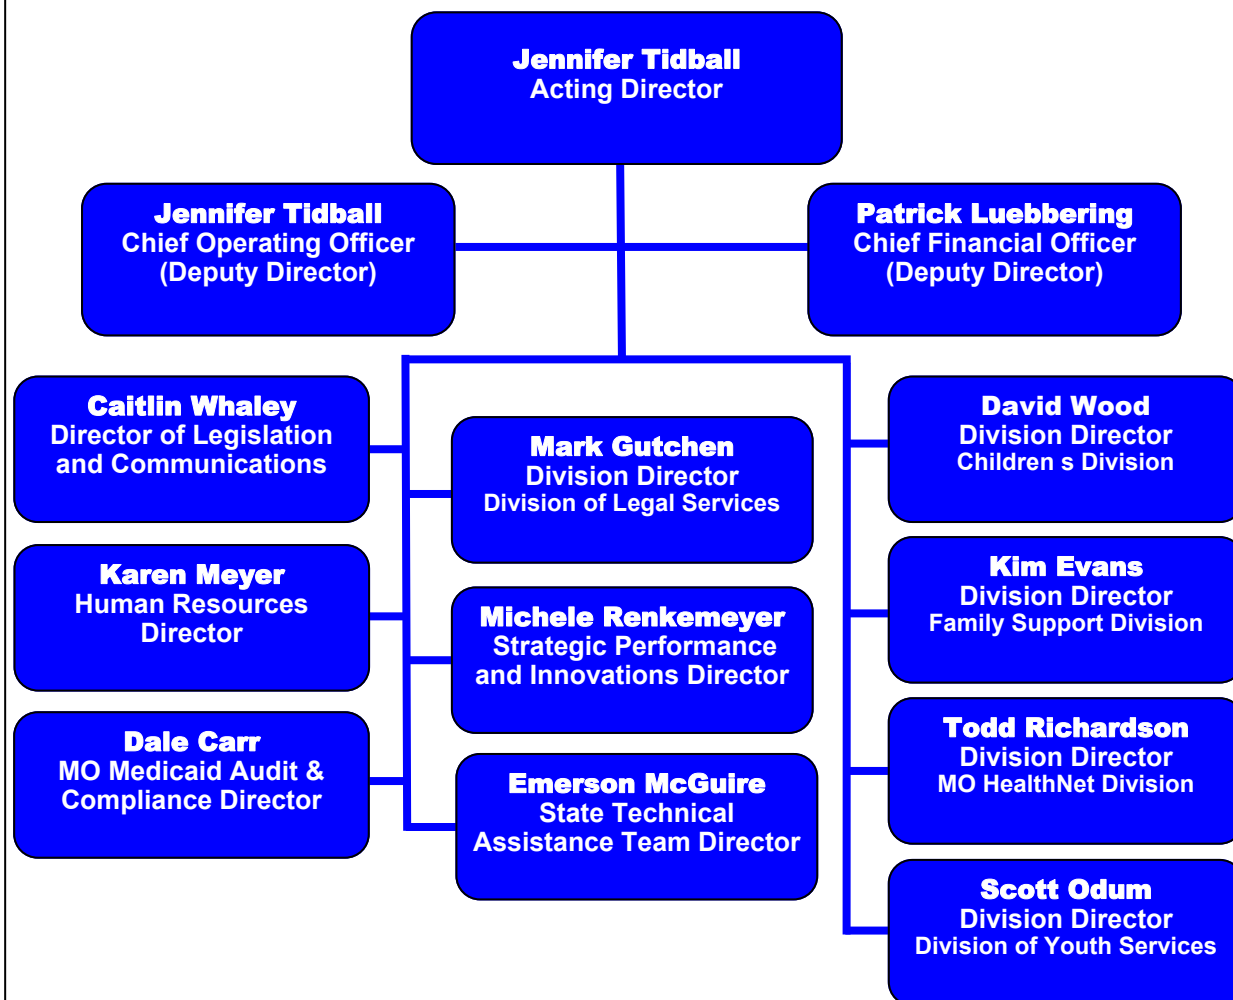 Jennifer Tidball
Acting Director
Jennifer Tidball
Chief Operating Officer
(Deputy Director)
Patrick Luebbering
Chief Financial Officer
(Deputy Director)
Caitlin Whaley
Director of Legislation
and Communications
Karen Meyer
Human Resources
Director
Dale Carr
MO Medicaid Audit &
Compliance Director
Mark Gutchen
Division Director
Division of Legal Services
Michele Renkemeyer
Strategic Performance
and Innovations Director
Emerson McGuire
State Technical
Assistance Team Director
David Wood
Division Director
Children s Division
Kim Evans
Division Director
Family Support Division
Todd Richardson
Division Director
MO HealthNet Division
Scott Odum
Division Director
Division of Youth Services